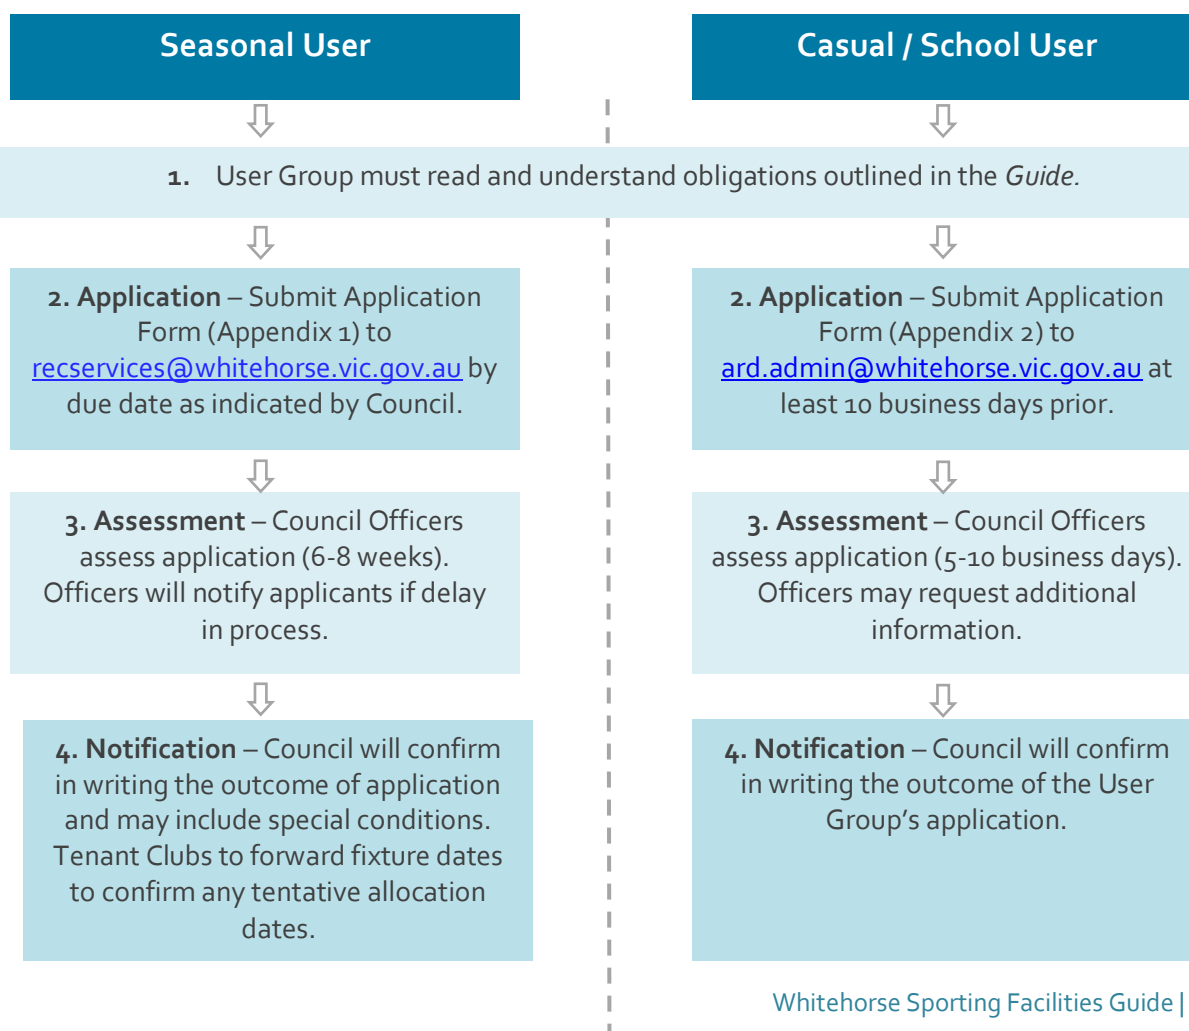 Seasonal User
Casual / School User
1. User Group must read and understand obligations outlined in the Guide.
2. Application – Submit Application
Form (Appendix 1) to
recservices@whitehorse.vic.gov.au by
due date as indicated by Council.
2. Application – Submit Application
Form (Appendix 2) to
ard.admin@whitehorse.vic.gov.au at
least 10 business days prior.
3. Assessment – Council Officers
assess application (6-8 weeks).
Officers will notify applicants if delay
in process.
3. Assessment – Council Officers
assess application (5-10 business days).
Officers may request additional
information.
4. Notification – Council will confirm
in writing the outcome of application
and may include special conditions.
Tenant Clubs to forward fixture dates
to confirm any tentative allocation
dates.
4. Notification – Council will confirm
in writing the outcome of the User
Group’s application.
Whitehorse Sporting Facilities Guide |